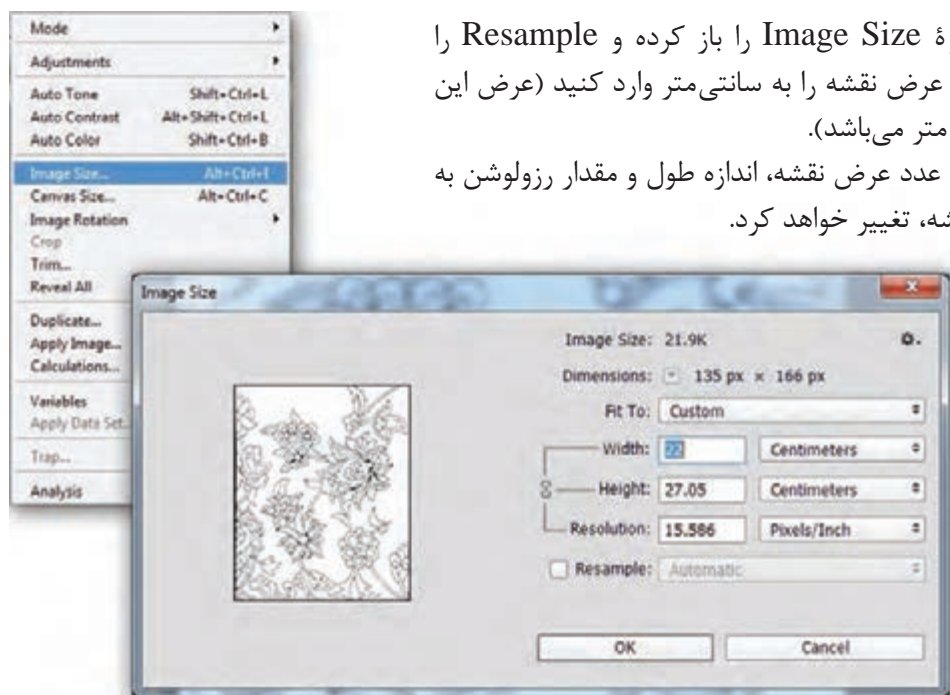 ۀ Image Size را باز کرده و Resample را
عرض نقشه را به سانتی‌متر وارد کنید (عرض این
متر می‌باشد).
عدد عرض نقشه، اندازه طول و مقدار رزولوشن به
شه، تغییر خواهد کرد.
Mode
Adjustments
Auto Tone Shift+Ctrl+L
Auto Contrast Alt+Shift+Ctrl+L
Auto Color Shift+Ctrl+B
Image Size... Alt+Ctrl+I
Canvas Size... Alt+Ctrl+C
Image Rotation
Crop
Trim...
Reveal All
Duplicate...
Apply Image...
Calculations...
Variables
Apply Data Set...
Trap...
Analysis
Image Size
Image Size: 21.9K
Dimensions: 135 px × 166 px
Fit To: Custom
Width: 22 Centimeters
Height: 27.05 Centimeters
Resolution: 15.586 Pixels/Inch
Resample: Automatic
OK Cancel